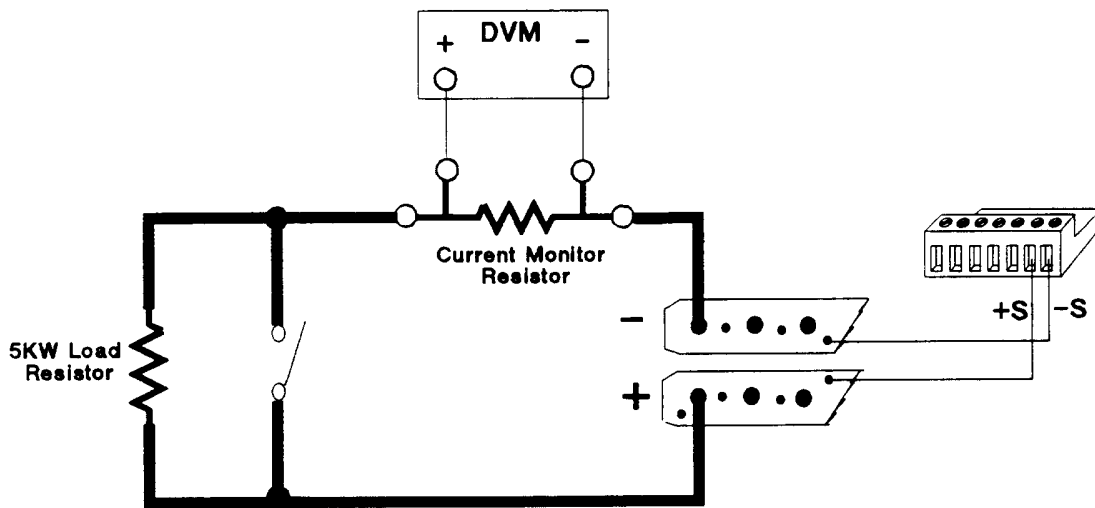 DVM
+ -
Current Monitor
Resistor
5KW Load
Resistor
-
+
+S -S